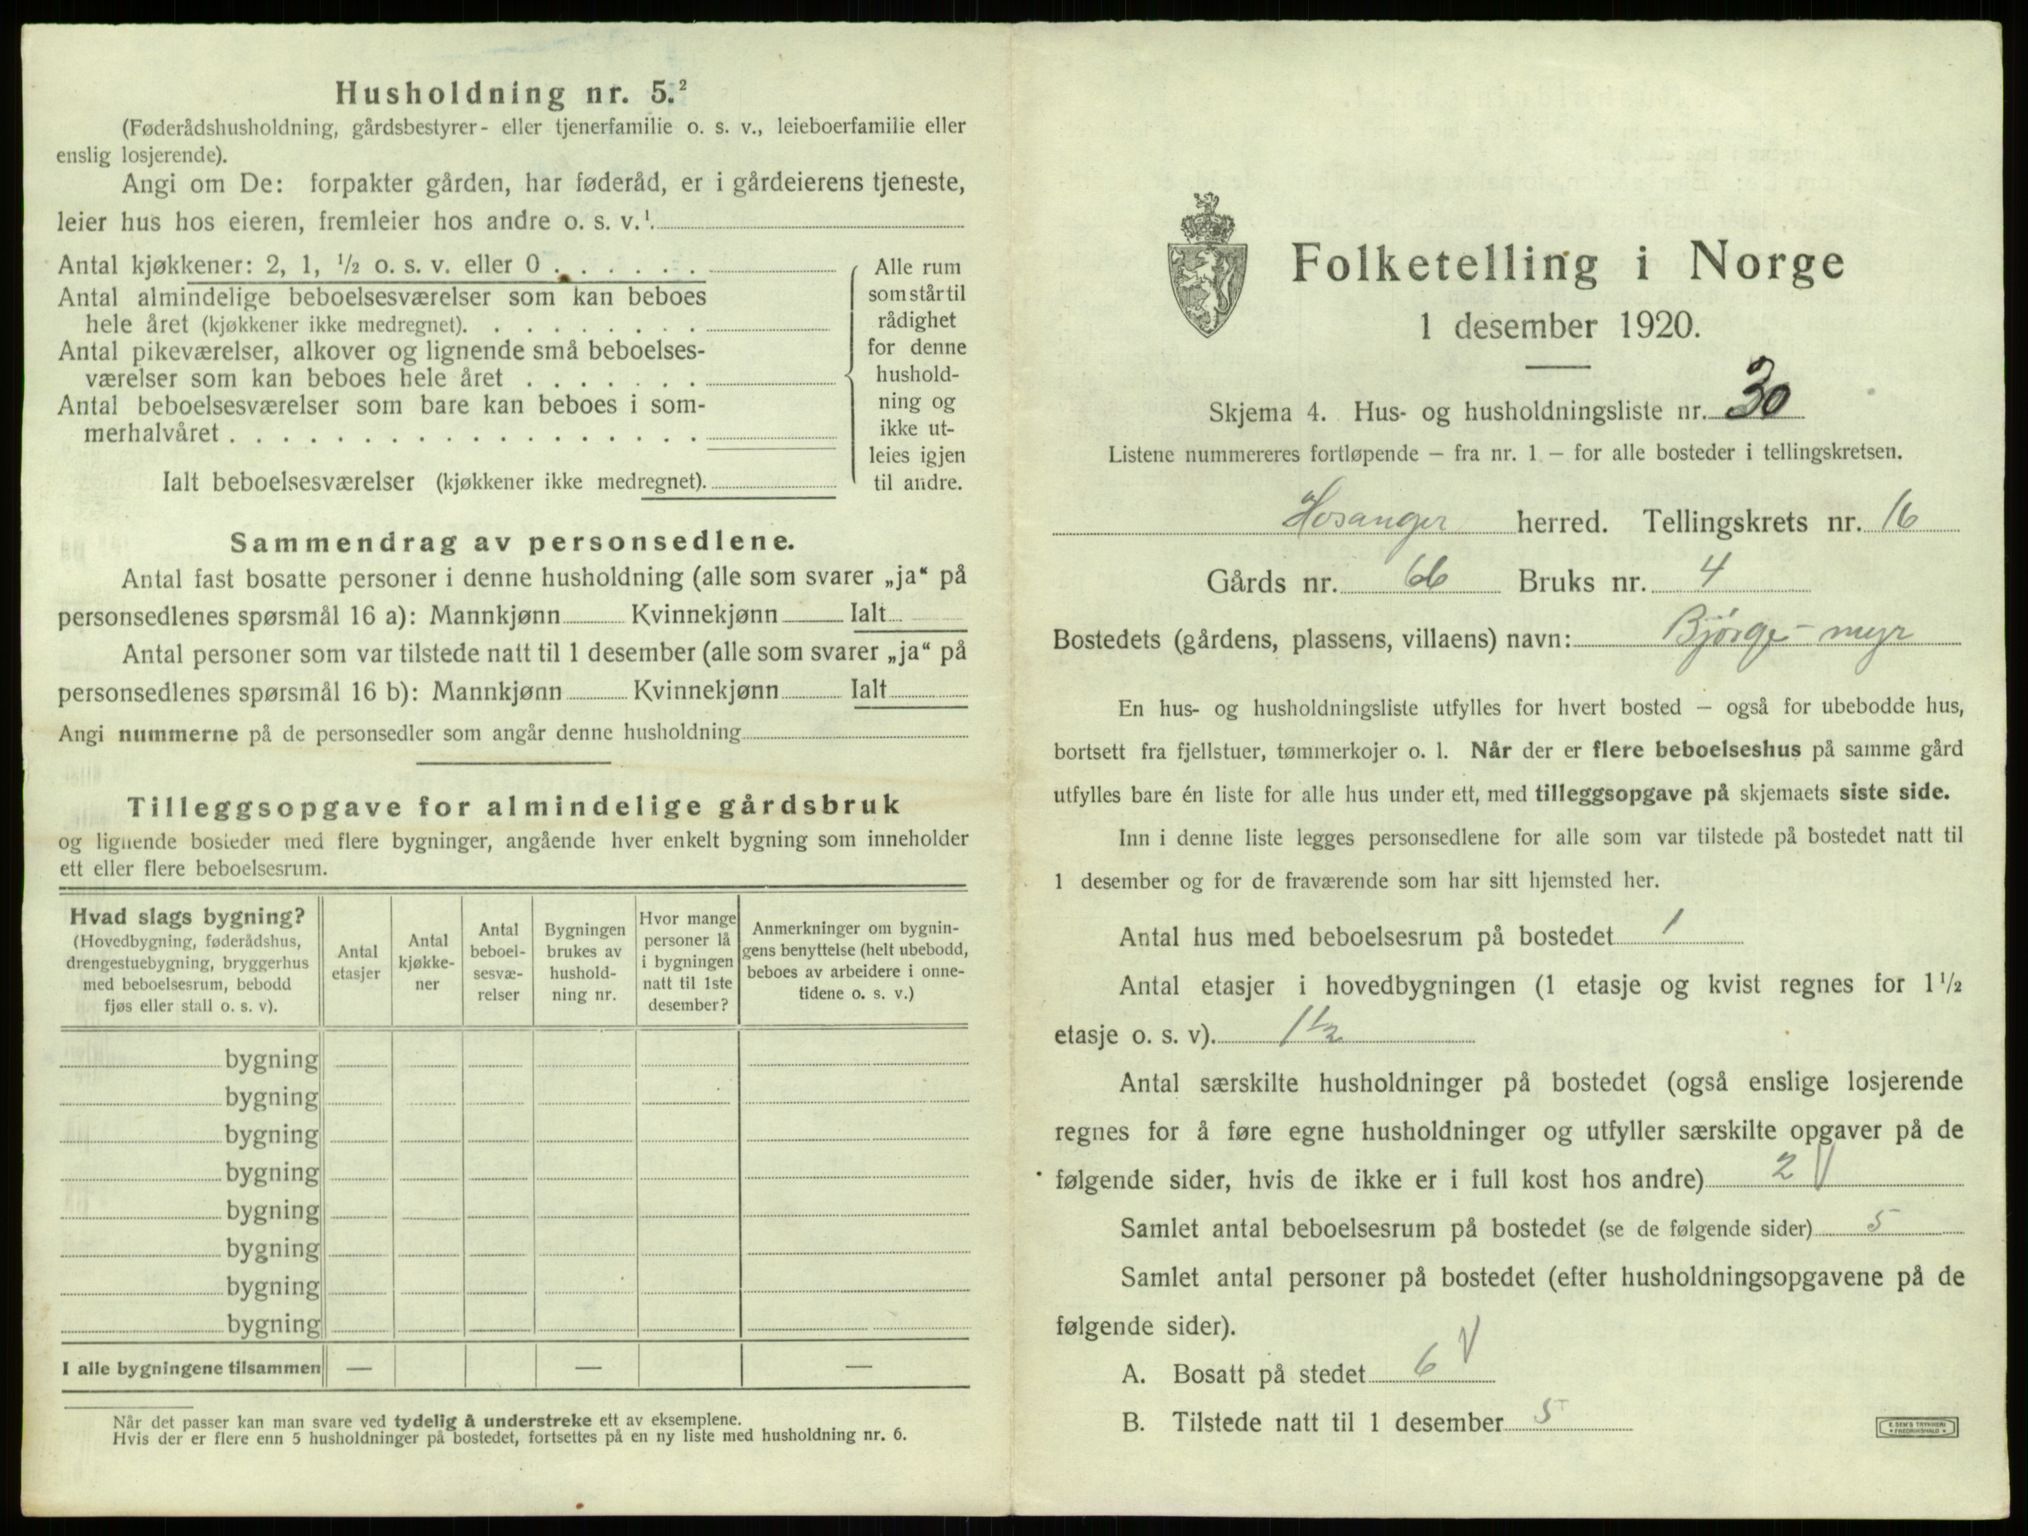 Husholdning nr. 5.²
(Føderådshusholdning, gårdsbestyrer- eller tjenerfamilie o. s. v., leieboerfamilie eller
enslig losjerende).
Angi om De: forpakter gården, har føderåd, er i gårdeierens tjeneste,
leier hus hos eieren, fremleier hos andre o. s. v.¹
Antal kjøkkener: 2, 1, ½ o. s. v. eller 0 . . . . . .
Antal almindelige beboelsesværelser som kan beboes
hele året (kjøkkener ikke medregnet). . . . . . . . .
Antal pikeværelser, alkover og lignende små beboelses-
værelser som kan beboes hele året . . . . . . .
Antal beboelsesværelser som bare kan beboes i som-
merhalvåret . . . . . . . . . . . . . . . . . .
Ialt beboelsesværelser (kjøkkener ikke medregnet).
Alle rum
som står til
rådighet
for denne
hushold-
ning og
ikke ut-
leies igjen
til andre.
Sammendrag av personsedlene.
Antal fast bosatte personer i denne husholdning (alle som svarer „ja“ på
personsedlenes spørsmål 16 a): Mannkjønn Kvinnekjønn Ialt
Antal personer som var tilstede natt til 1 desember (alle som svarer „ja“ på
personsedlenes spørsmål 16 b): Mannkjønn Kvinnekjønn Ialt
Angi nummerne på de personsedler som angår denne husholdning
Tilleggsopgave for almindelige gårdsbruk
og lignende bosteder med flere bygninger, angående hver enkelt bygning som inneholder
ett eller flere beboelsesrum.
Hvad slags bygning?
(Hovedbygning, føderådshus,
drengestuebygning, bryggerhus
med beboelsesrum, bebodd
fjøs eller stall o. s. v).
Antal
etasjer
Antal
kjøkke-
ner
Antal
beboel-
sesvæ-
relser
Bygningen
brukes av
hushold-
ning nr.
Hvor mange
personer lå
i bygningen
natt til 1ste
desember?
Anmerkninger om bygnin-
gens benyttelse (helt ubebodd,
beboes av arbeidere i onne-
tidene o. s. v.)
bygning
bygning
bygning
bygning
bygning
bygning
bygning
bygning
I alle bygningene tilsammen — — —
Når det passer kan man svare ved tydelig å understreke ett av eksemplene.
Hvis der er flere enn 5 husholdninger på bostedet, fortsettes på en ny liste med husholdning nr. 6.
Folketelling i Norge
1 desember 1920.
Skjema 4. Hus- og husholdningsliste nr. 30
Listene nummereres fortløpende – fra nr. 1 – for alle bosteder i tellingskretsen.
Hosanger herred. Tellingskrets nr. 16
Gårds nr. 66 Bruks nr. 4
Bostedets (gårdens, plassens, villaens) navn: Bjørge-myr
En hus- og husholdningsliste utfylles for hvert bosted – også for ubebodde hus,
bortsett fra fjellstuer, tømmerkojer o. l. Når der er flere beboelseshus på samme gård
utfylles bare én liste for alle hus under ett, med tilleggsopgave på skjemaets siste side.
Inn i denne liste legges personsedlene for alle som var tilstede på bostedet natt til
1 desember og for de fraværende som har sitt hjemsted her.
Antal hus med beboelsesrum på bostedet 1
Antal etasjer i hovedbygningen (1 etasje og kvist regnes for 1½
etasje o. s. v). 1½
Antal særskilte husholdninger på bostedet (også enslige losjerende
regnes for å føre egne husholdninger og utfyller særskilte opgaver på de
følgende sider, hvis de ikke er i full kost hos andre) 2 V
Samlet antal beboelsesrum på bostedet (se de følgende sider) 5
Samlet antal personer på bostedet (efter husholdningsopgavene på de
følgende sider).
A. Bosatt på stedet 6 V
B. Tilstede natt til 1 desember 5
E. SEM'S TRYKKERI
FREDRIKSHALD